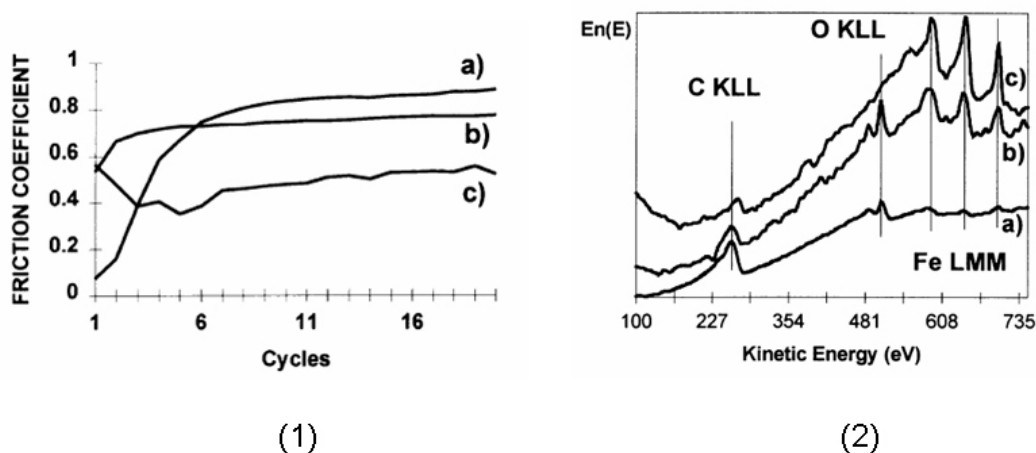 FRICTION COEFFICIENT
1
0.8
0.6
0.4
0.2
0
a)
b)
c)
1 6 11 16
Cycles
(1)
En(E)
O KLL
C KLL
c)
b)
a)
Fe LMM
100 227 354 481 608 735
Kinetic Energy (eV)
(2)